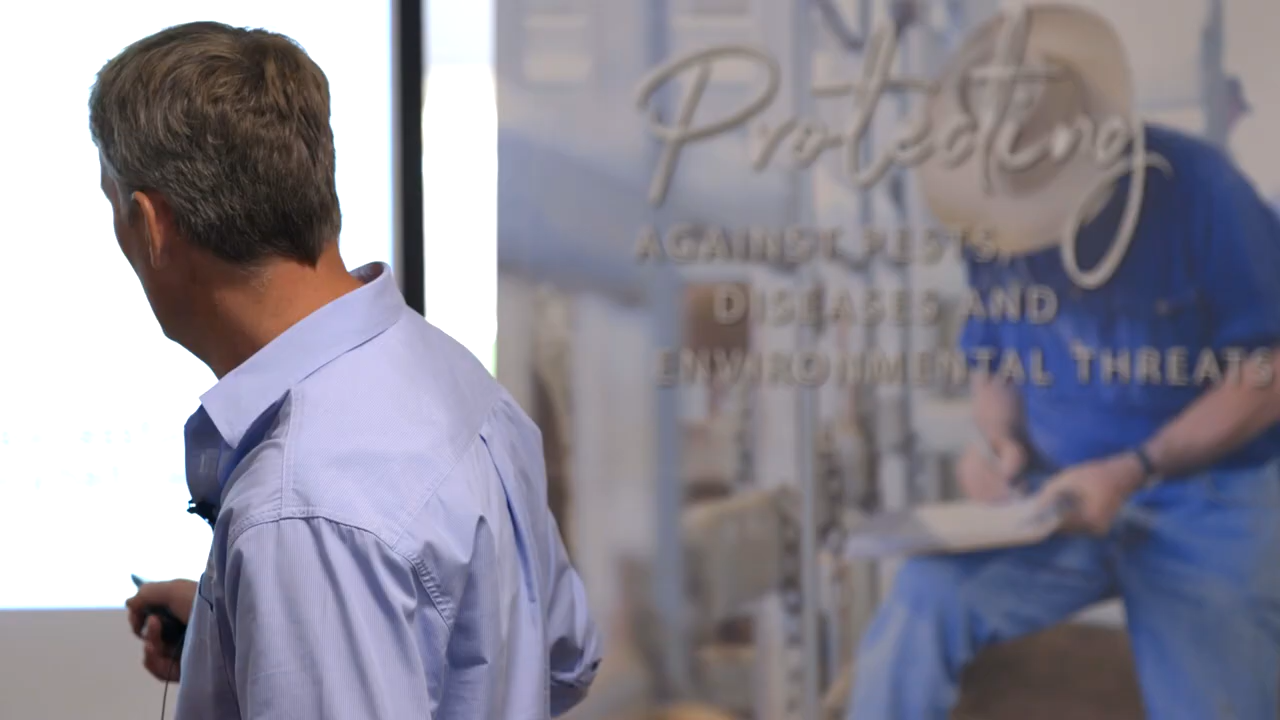 Protecting
AGAINST PESTS,
DISEASES AND
ENVIRONMENTAL THREATS